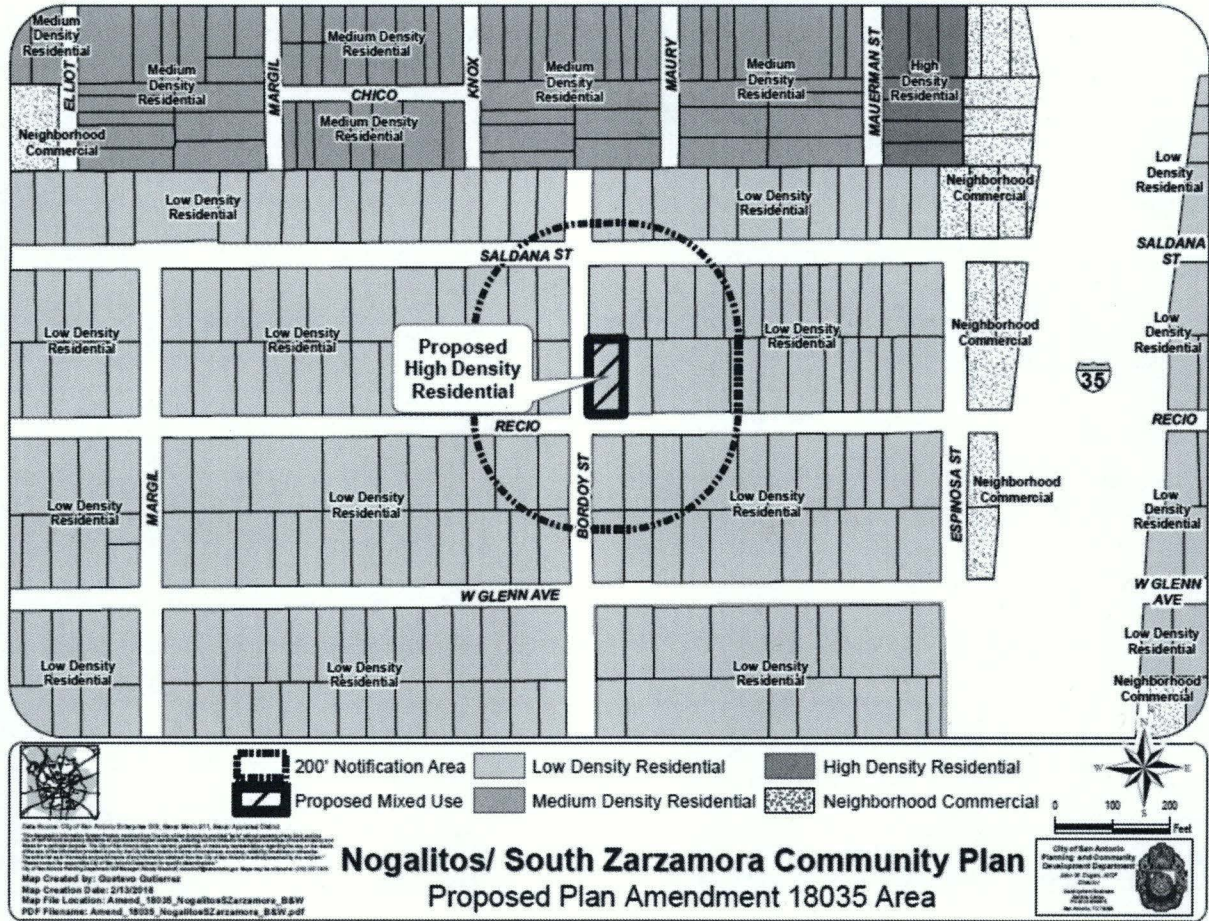 Medium
Density
Residential
ELLIOT
Medium
Density
Residential
MARGIL
Medium Density
Residential
CHICO
Medium Density
Residential
KNOX
Medium
Density
Residential
MAURY
Medium
Density
Residential
MAUERMAN ST
High
Density
Residential
Neighborhood
Commercial
Low Density
Residential
Low Density
Residential
Neighborhood
Commercial
Low
Density
Residential
SALDANA ST
SALDANA
ST
Low Density
Residential
Low Density
Residential
Proposed
High Density
Residential
Low Density
Residential
Neighborhood
Commercial
35
Low
Density
Residential
RECIO
RECIO
Low Density
Residential
MARGIL
Low Density
Residential
BORDOY ST
Low Density
Residential
ESPINOSA ST
Neighborhood
Commercial
Low
Density
Residential
W GLENN AVE
W GLENN
AVE
Low Density
Residential
Low Density
Residential
Low Density
Residential
Low Density
Residential
Neighborhood
Commercial
N
W
E
S
200' Notification Area
Low Density Residential
High Density Residential
Proposed Mixed Use
Medium Density Residential
Neighborhood Commercial
0 100 200
Feet
Map Created by: Gustavo Gutierrez
Map Creation Date: 2/13/2018
Map File Location: Amend_18035_NogalitosSZarzamora_B&W
PDF Filename: Amend_18035_NogalitosSZarzamora_B&W.pdf
Nogalitos/ South Zarzamora Community Plan
Proposed Plan Amendment 18035 Area
City of San Antonio
Planning and Community
Development Department